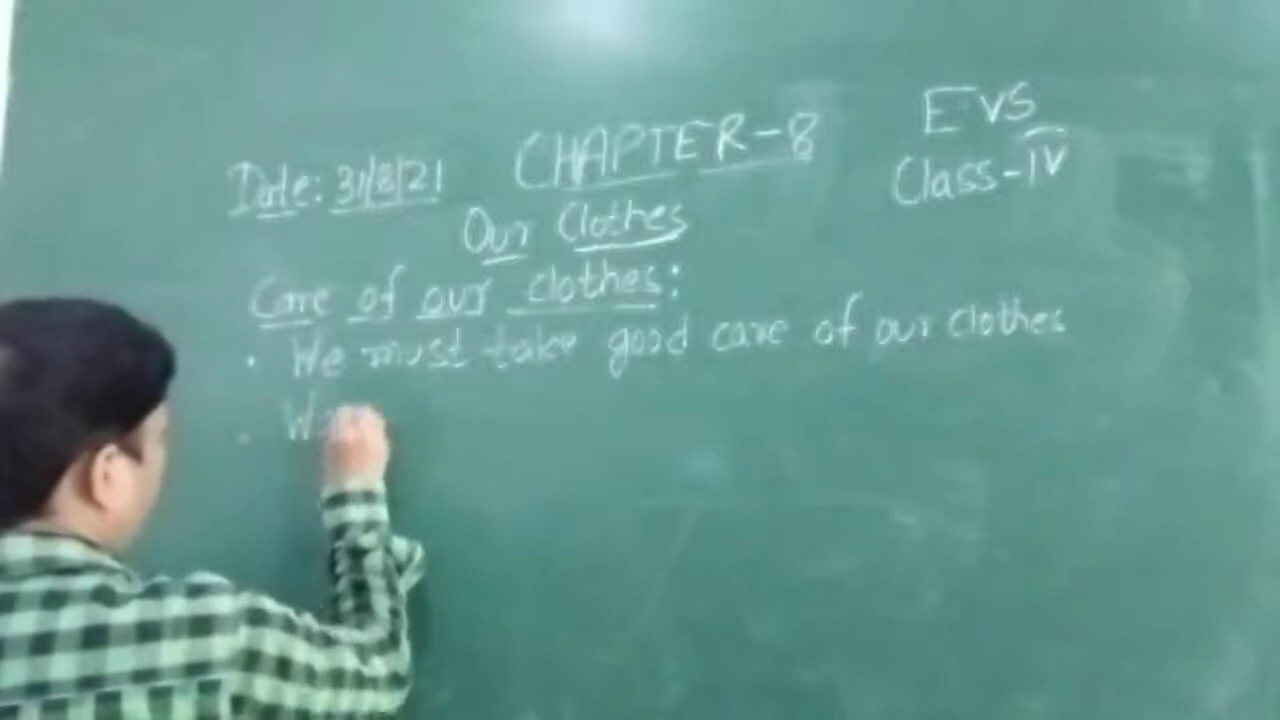 EVS
Date: 31/8/21 CHAPTER-8 Class-IV
Our Clothes
Care of our clothes:
. We must take good care of our clothes
. W